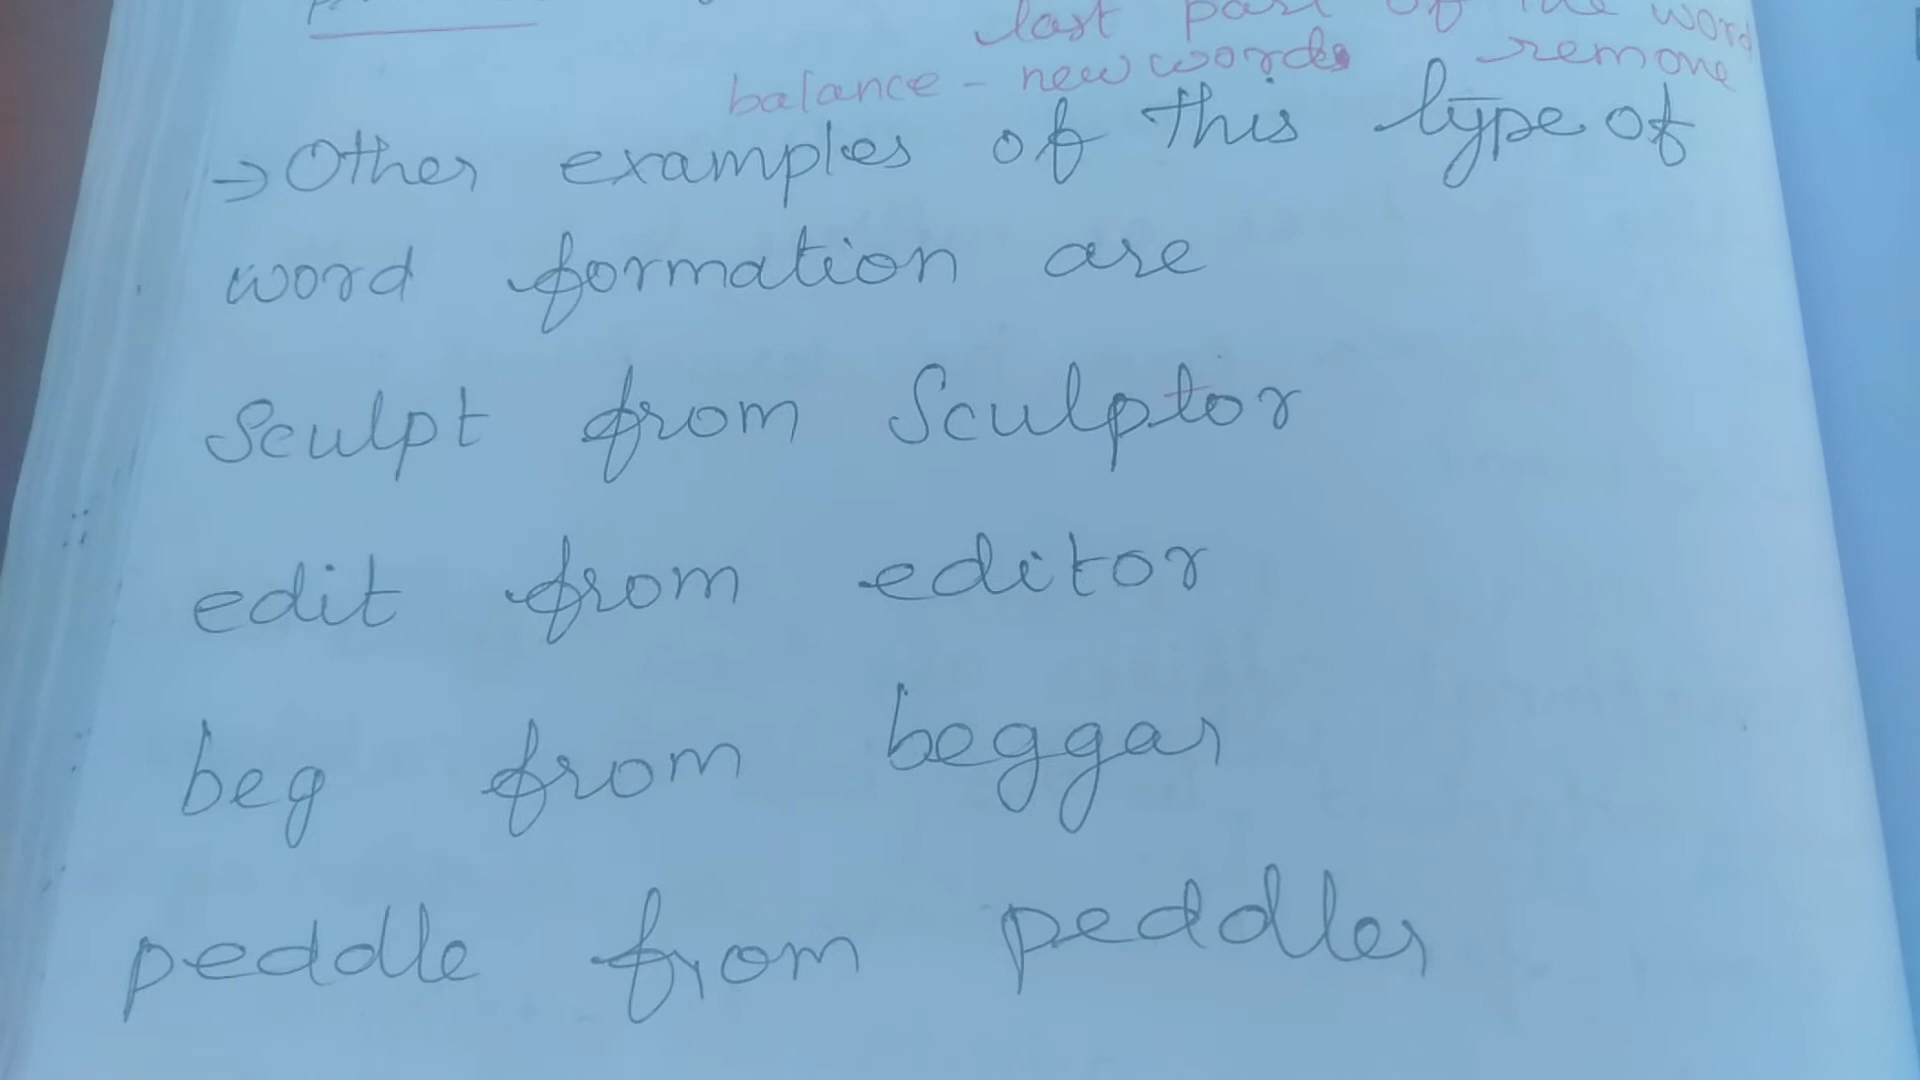 last part of the word
balance - new words remove
→ Other examples of this type of
word formation are
Sculpt from Sculptor
edit from editor
beg from beggar
peddle from peddler